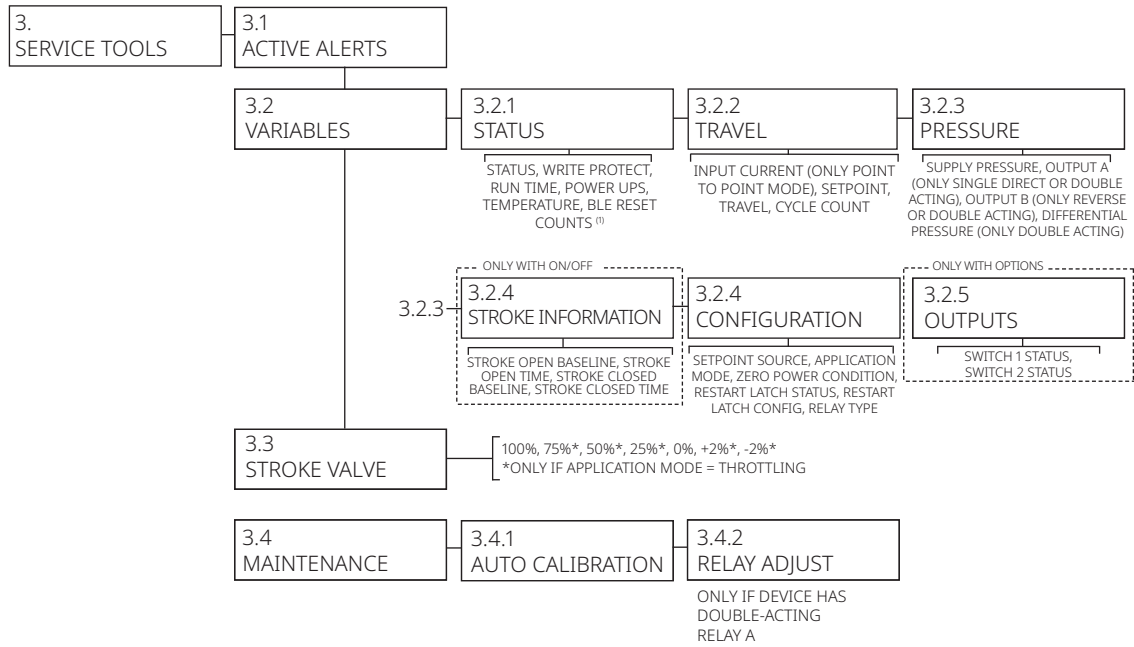 3.
SERVICE TOOLS
3.1
ACTIVE ALERTS
3.2
VARIABLES
3.2.1
STATUS
3.2.2
TRAVEL
3.2.3
PRESSURE
STATUS, WRITE PROTECT,
RUN TIME, POWER UPS,
TEMPERATURE, BLE RESET
COUNTS (1)
INPUT CURRENT (ONLY POINT
TO POINT MODE), SETPOINT,
TRAVEL, CYCLE COUNT
SUPPLY PRESSURE, OUTPUT A
(ONLY SINGLE DIRECT OR DOUBLE
ACTING), OUTPUT B (ONLY REVERSE
OR DOUBLE ACTING), DIFFERENTIAL
PRESSURE (ONLY DOUBLE ACTING)
3.2.3
ONLY WITH ON/OFF
3.2.4
STROKE INFORMATION
STROKE OPEN BASELINE, STROKE
OPEN TIME, STROKE CLOSED
BASELINE, STROKE CLOSED TIME
3.2.4
CONFIGURATION
SETPOINT SOURCE, APPLICATION
MODE, ZERO POWER CONDITION,
RESTART LATCH STATUS, RESTART
LATCH CONFIG, RELAY TYPE
ONLY WITH OPTIONS
3.2.5
OUTPUTS
SWITCH 1 STATUS,
SWITCH 2 STATUS
3.3
STROKE VALVE
100%, 75%*, 50%*, 25%*, 0%, +2%*, -2%*
*ONLY IF APPLICATION MODE = THROTTLING
3.4
MAINTENANCE
3.4.1
AUTO CALIBRATION
3.4.2
RELAY ADJUST
ONLY IF DEVICE HAS
DOUBLE-ACTING
RELAY A